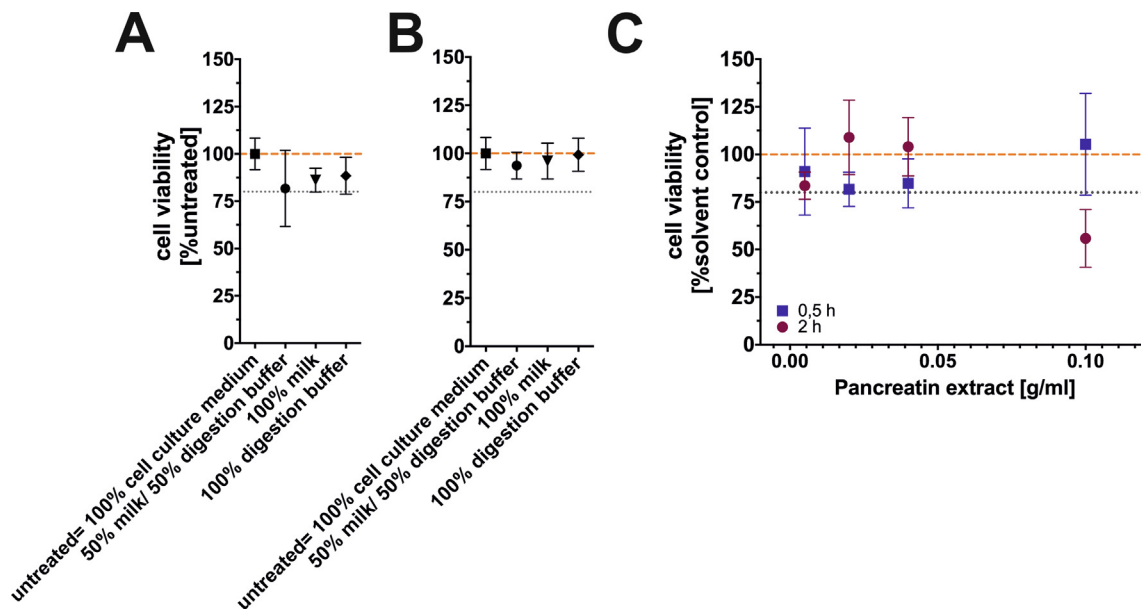 A
cell viability
[%untreated]
150
125
100
75
50
25
0
untreated= 100% cell culture medium
50% milk/ 50% digestion buffer
100% milk
100% digestion buffer
B
150
125
100
75
50
25
0
untreated= 100% cell culture medium
50% milk/ 50% digestion buffer
100% milk
100% digestion buffer
C
cell viability
[%solvent control]
150
125
100
75
50
25
0
0,5 h
2 h
0.00
0.05
0.10
Pancreatin extract [g/ml]